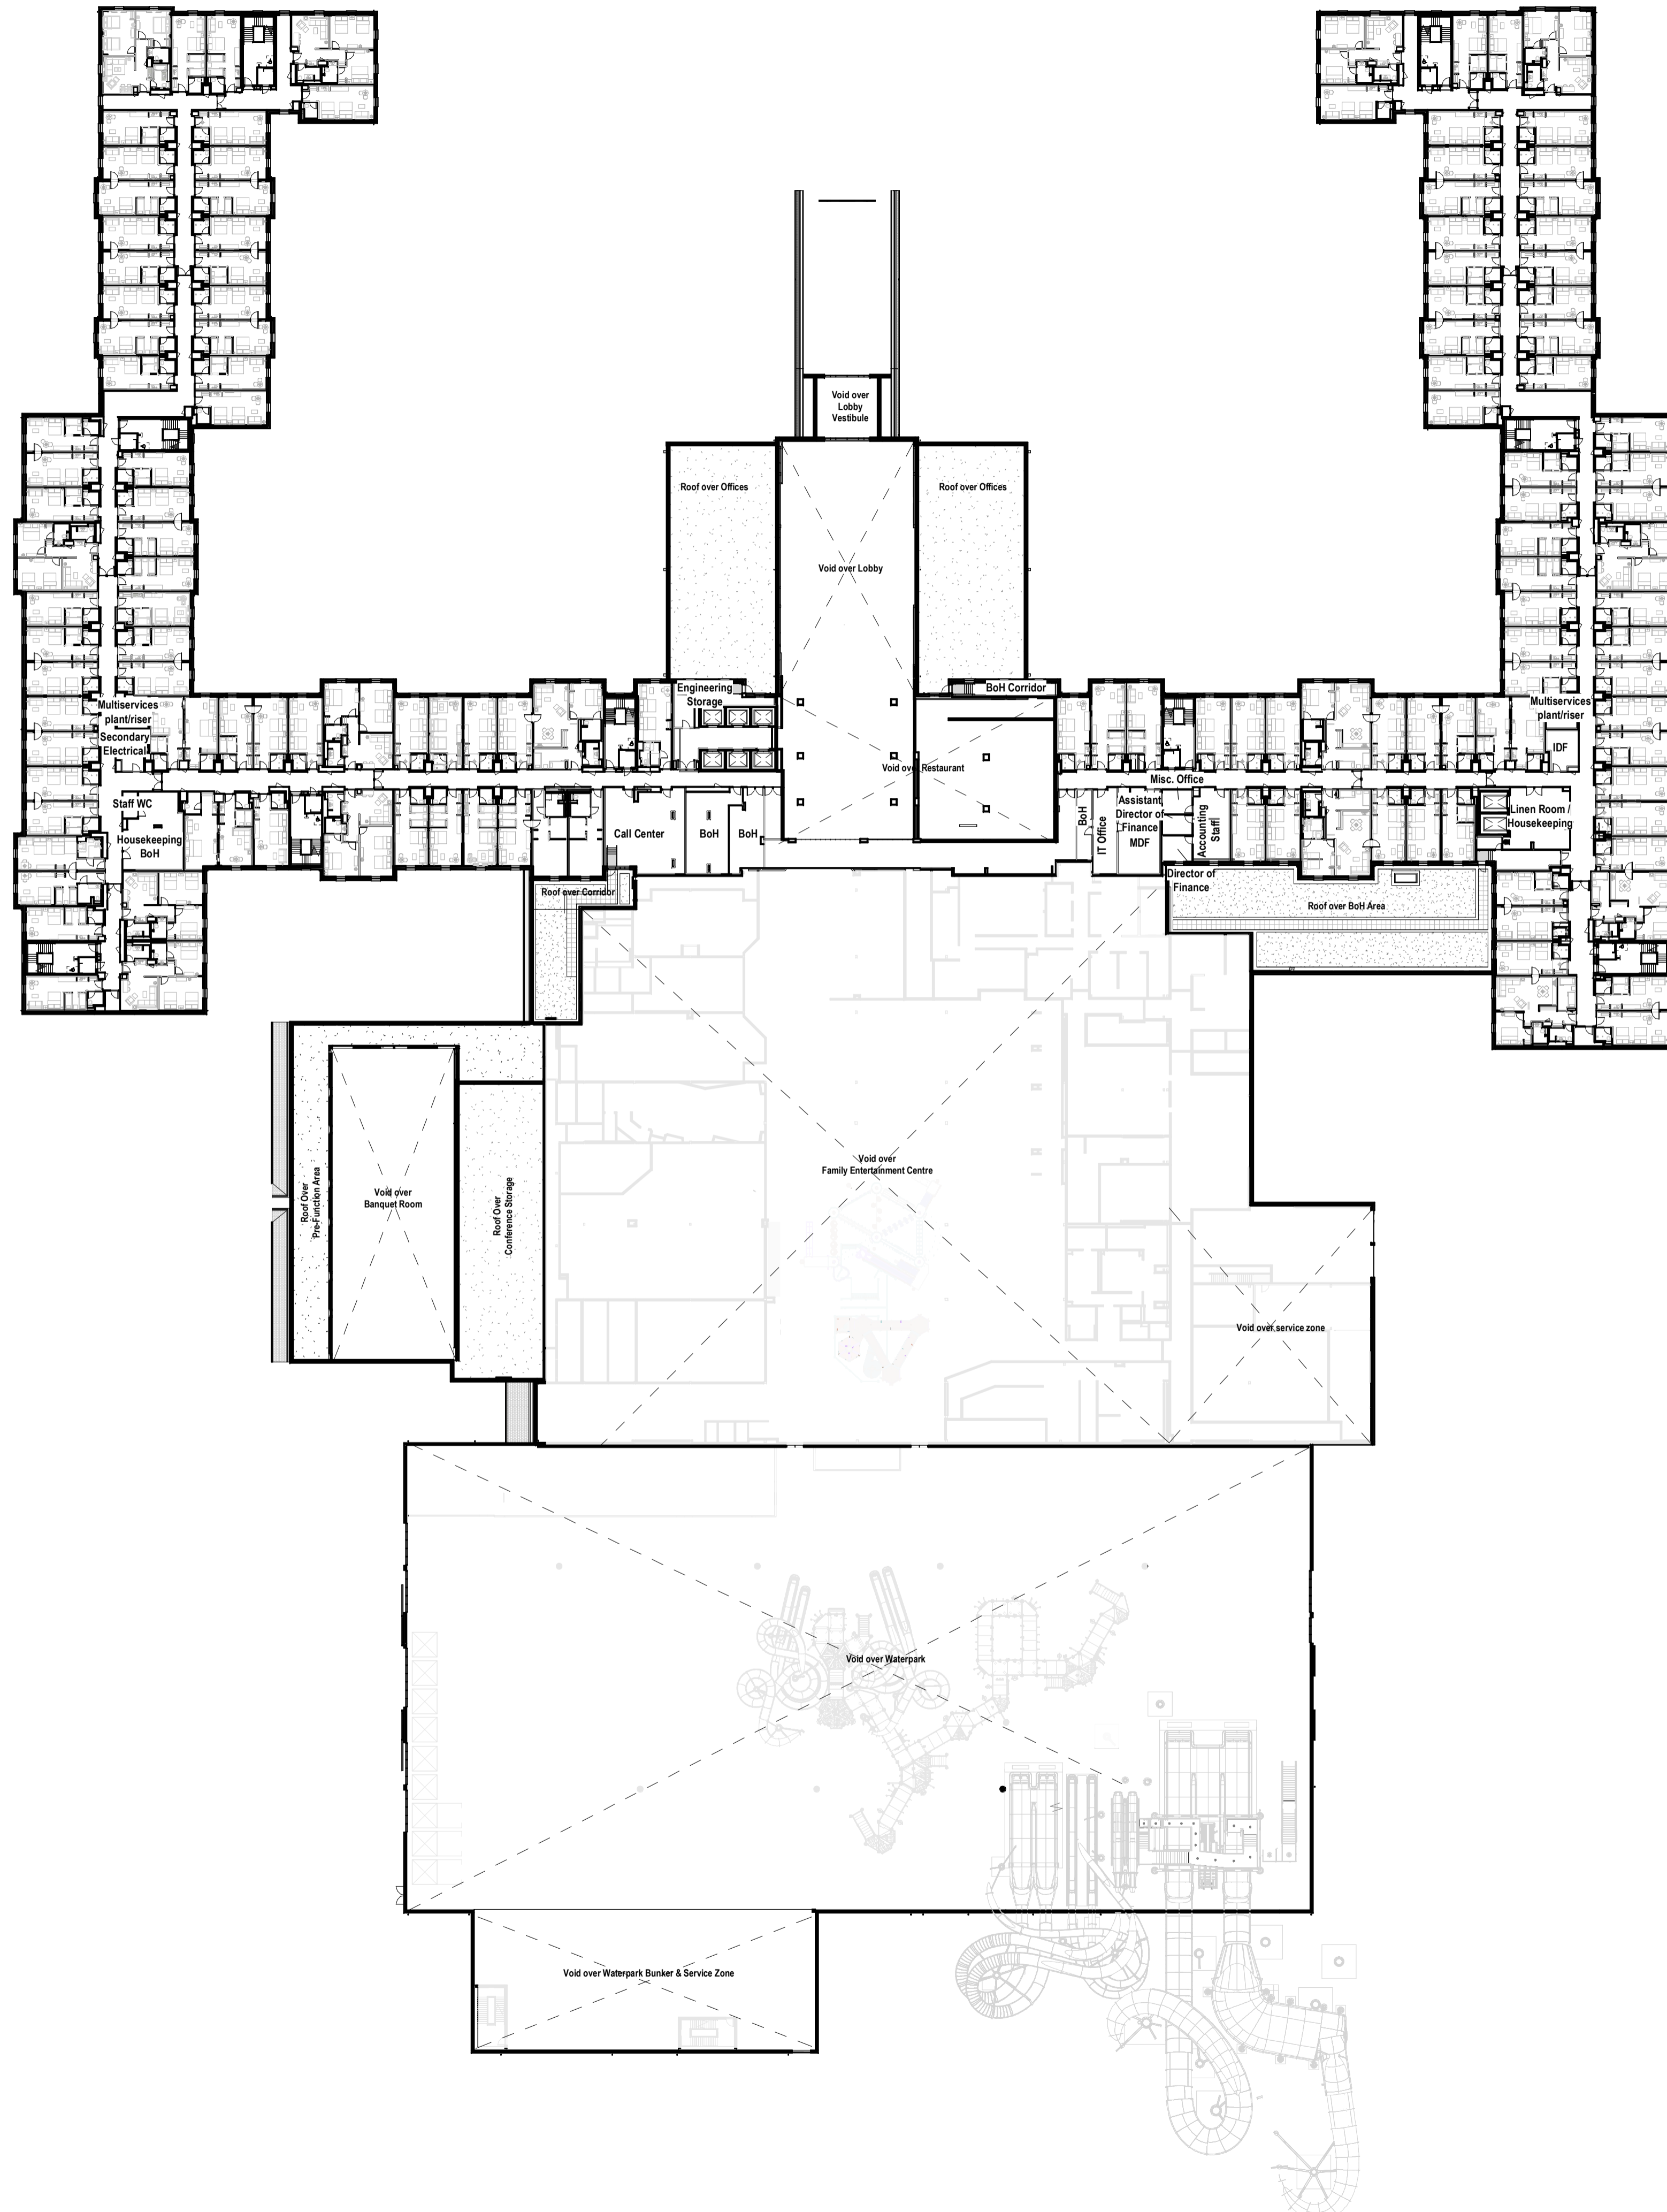 Void over
Lobby
Vestibule
Roof over Offices
Roof over Offices
Void over Lobby
Engineering
Storage
BoH Corridor
Multiservices
plant/riser
Secondary
Electrical
Multiservices
plant/riser
IDF
Void over Restaurant
Misc. Office
Staff WC
Housekeeping
BoH
Call Center
BoH
BoH
BoH
IT Office
Assistant
Director of
Finance
MDF
Accounting
Staff
Linen Room /
Housekeeping
Director of
Finance
Roof over Corridor
Roof over BoH Area
Void over
Family Entertainment Centre
Roof Over
Pre-Function Area
Void over
Banquet Room
Roof Over
Conference Storage
Void over service zone
Void over Waterpark
Void over Waterpark Bunker & Service Zone